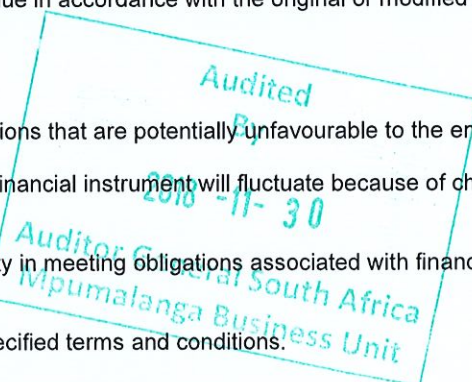 ue in accordance with the original or modified
Audited
By
ions that are potentially unfavourable to the en
inancial instrument will fluctuate because of ch
2018 -11- 30
Auditor General South Africa
y in meeting obligations associated with financ
Mpumalanga Business Unit
ecified terms and conditions.